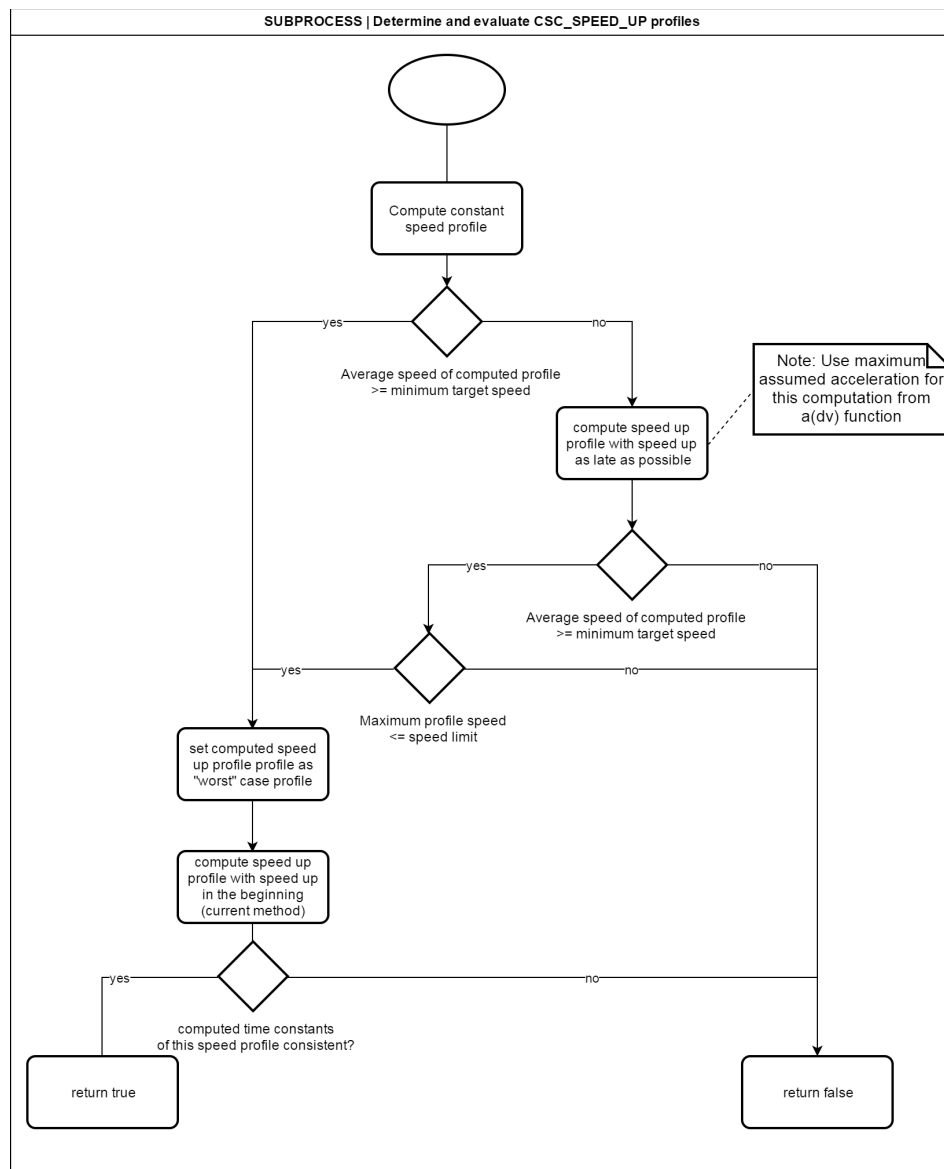 SUBPROCESS | Determine and evaluate CSC_SPEED_UP profiles
Compute constant
speed profile
yes
no
Average speed of computed profile
>= minimum target speed
Note: Use maximum
assumed acceleration for
this computation from
a(dv) function
compute speed up
profile with speed up
as late as possible
yes
no
Average speed of computed profile
>= minimum target speed
yes
no
Maximum profile speed
<= speed limit
set computed speed
up profile profile as
"worst" case profile
compute speed up
profile with speed up
in the beginning
(current method)
yes
no
computed time constants
of this speed profile consistent?
return true
return false